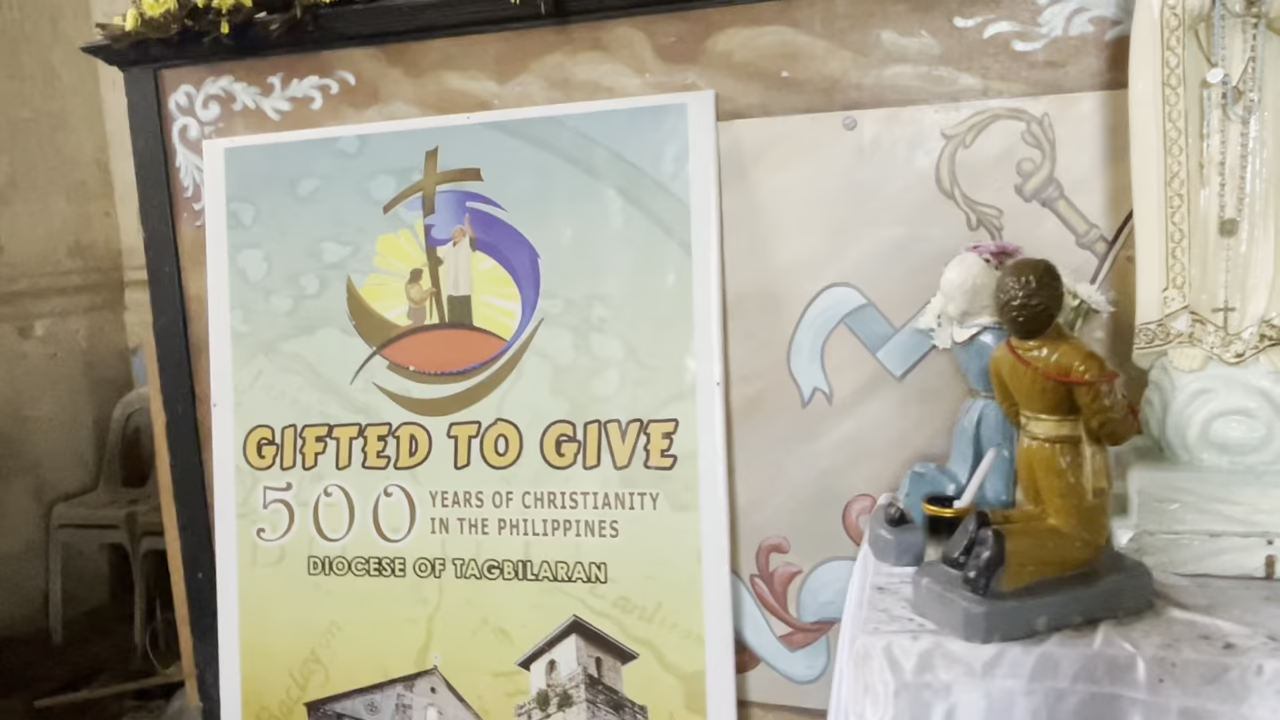 GIFTED TO GIVE
500
YEARS OF CHRISTIANITY
IN THE PHILIPPINES
DIOCESE OF TAGBILARAN